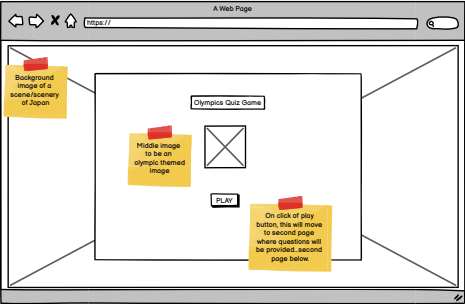 A Web Page
https://
Background
image of a
scene/scenery
of Japan
Olympics Quiz Game
Middle image
to be an
olympic themed
image
PLAY
On click of play
button, this will move
to second page
where questions will
be provided...second
page below.